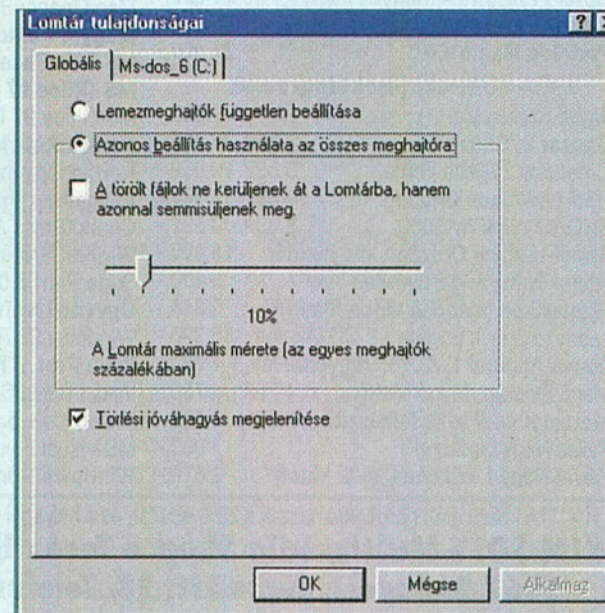 Lomtár tulajdonságai
Globális
Ms-dos_6 (C:)
Lemezmeghajtók független beállítása
Azonos beállítás használata az összes meghajtóra:
A törölt fájlok ne kerüljenek át a Lomtárba, hanem
azonnal semmisüljenek meg.
10%
A Lomtár maximális mérete (az egyes meghajtók
százalékában)
Törlési jóváhagyás megjelenítése
OK
Mégse
Alkalmaz